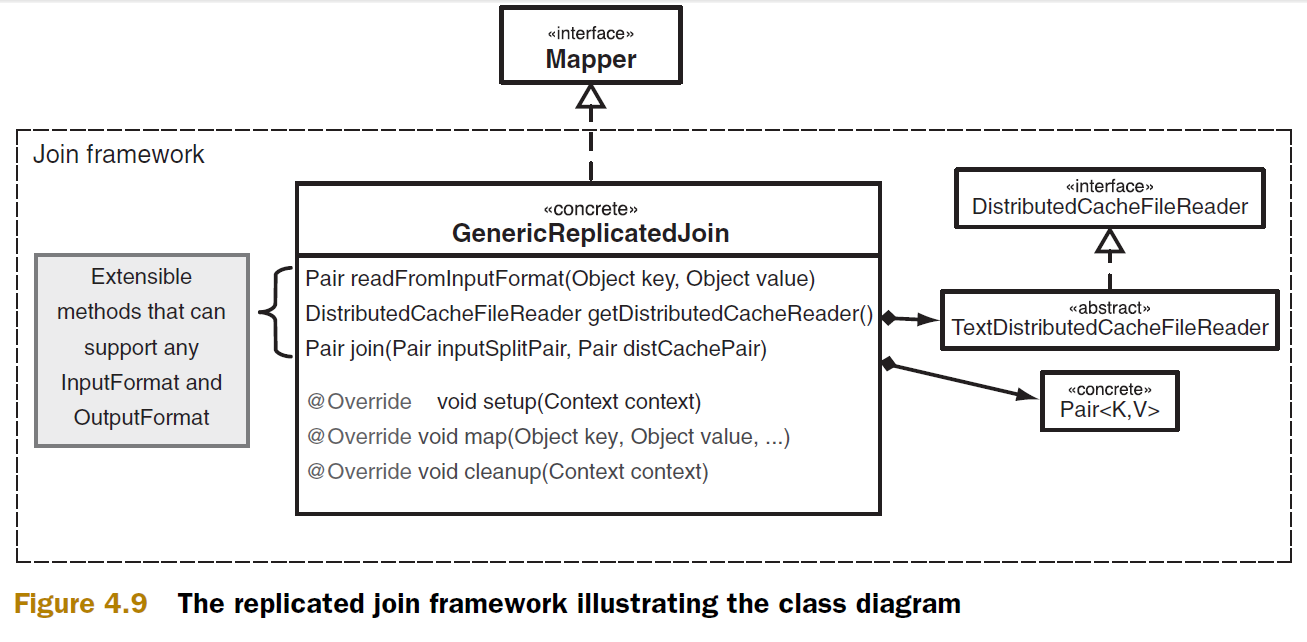 «interface»
Mapper
Join framework
«concrete»
GenericReplicatedJoin
Pair readFromInputFormat(Object key, Object value)
DistributedCacheFileReader getDistributedCacheReader()
Pair join(Pair inputSplitPair, Pair distCachePair)
@Override void setup(Context context)
@Override void map(Object key, Object value, ...)
@Override void cleanup(Context context)
Extensible
methods that can
support any
InputFormat and
OutputFormat
«interface»
DistributedCacheFileReader
«abstract»
TextDistributedCacheFileReader
«concrete»
Pair<K,V>
Figure 4.9 The replicated join framework illustrating the class diagram